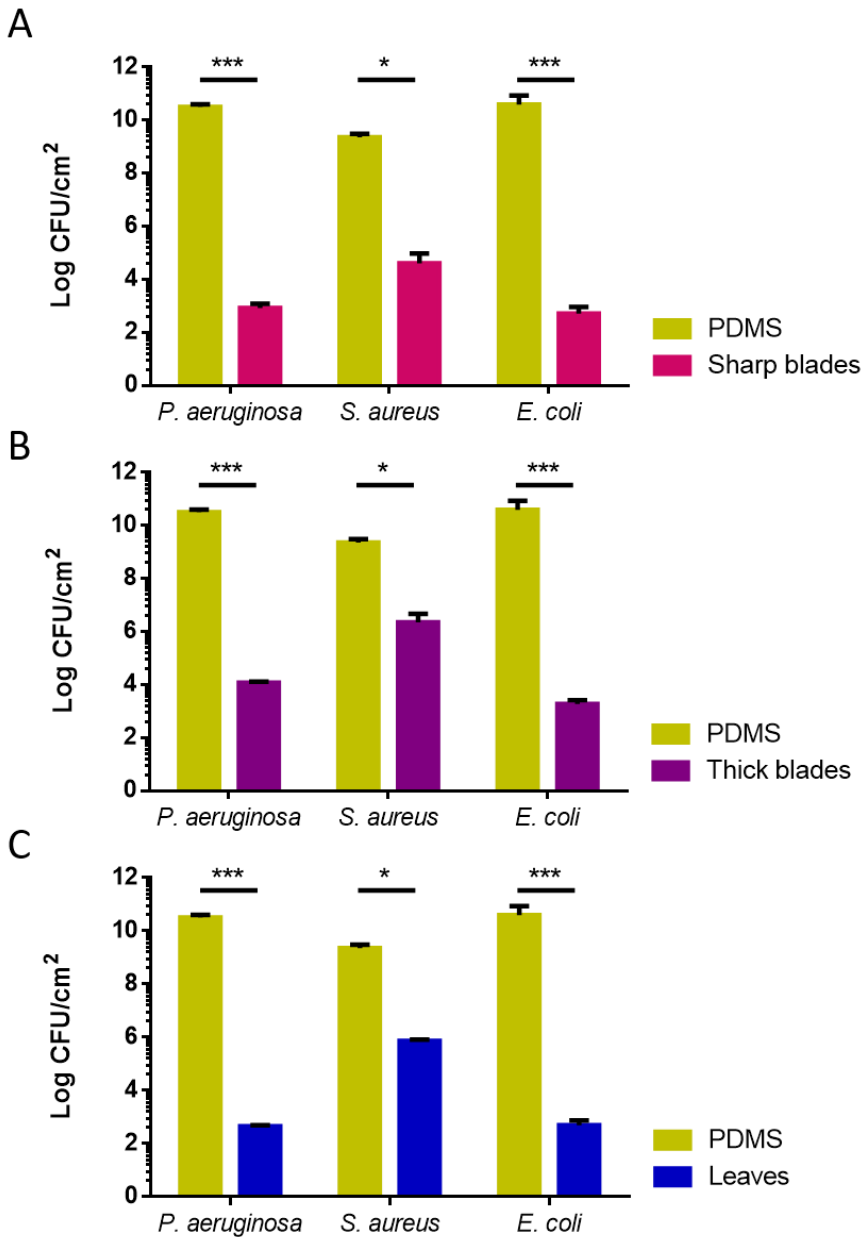 A
*** * ***
12
10
8
6
4
2
0
Log CFU/cm²
P. aeruginosa S. aureus E. coli
PDMS
Sharp blades
B
*** * ***
12
10
8
6
4
2
0
Log CFU/cm²
P. aeruginosa S. aureus E. coli
PDMS
Thick blades
C
*** * ***
12
10
8
6
4
2
0
Log CFU/cm²
P. aeruginosa S. aureus E. coli
PDMS
Leaves